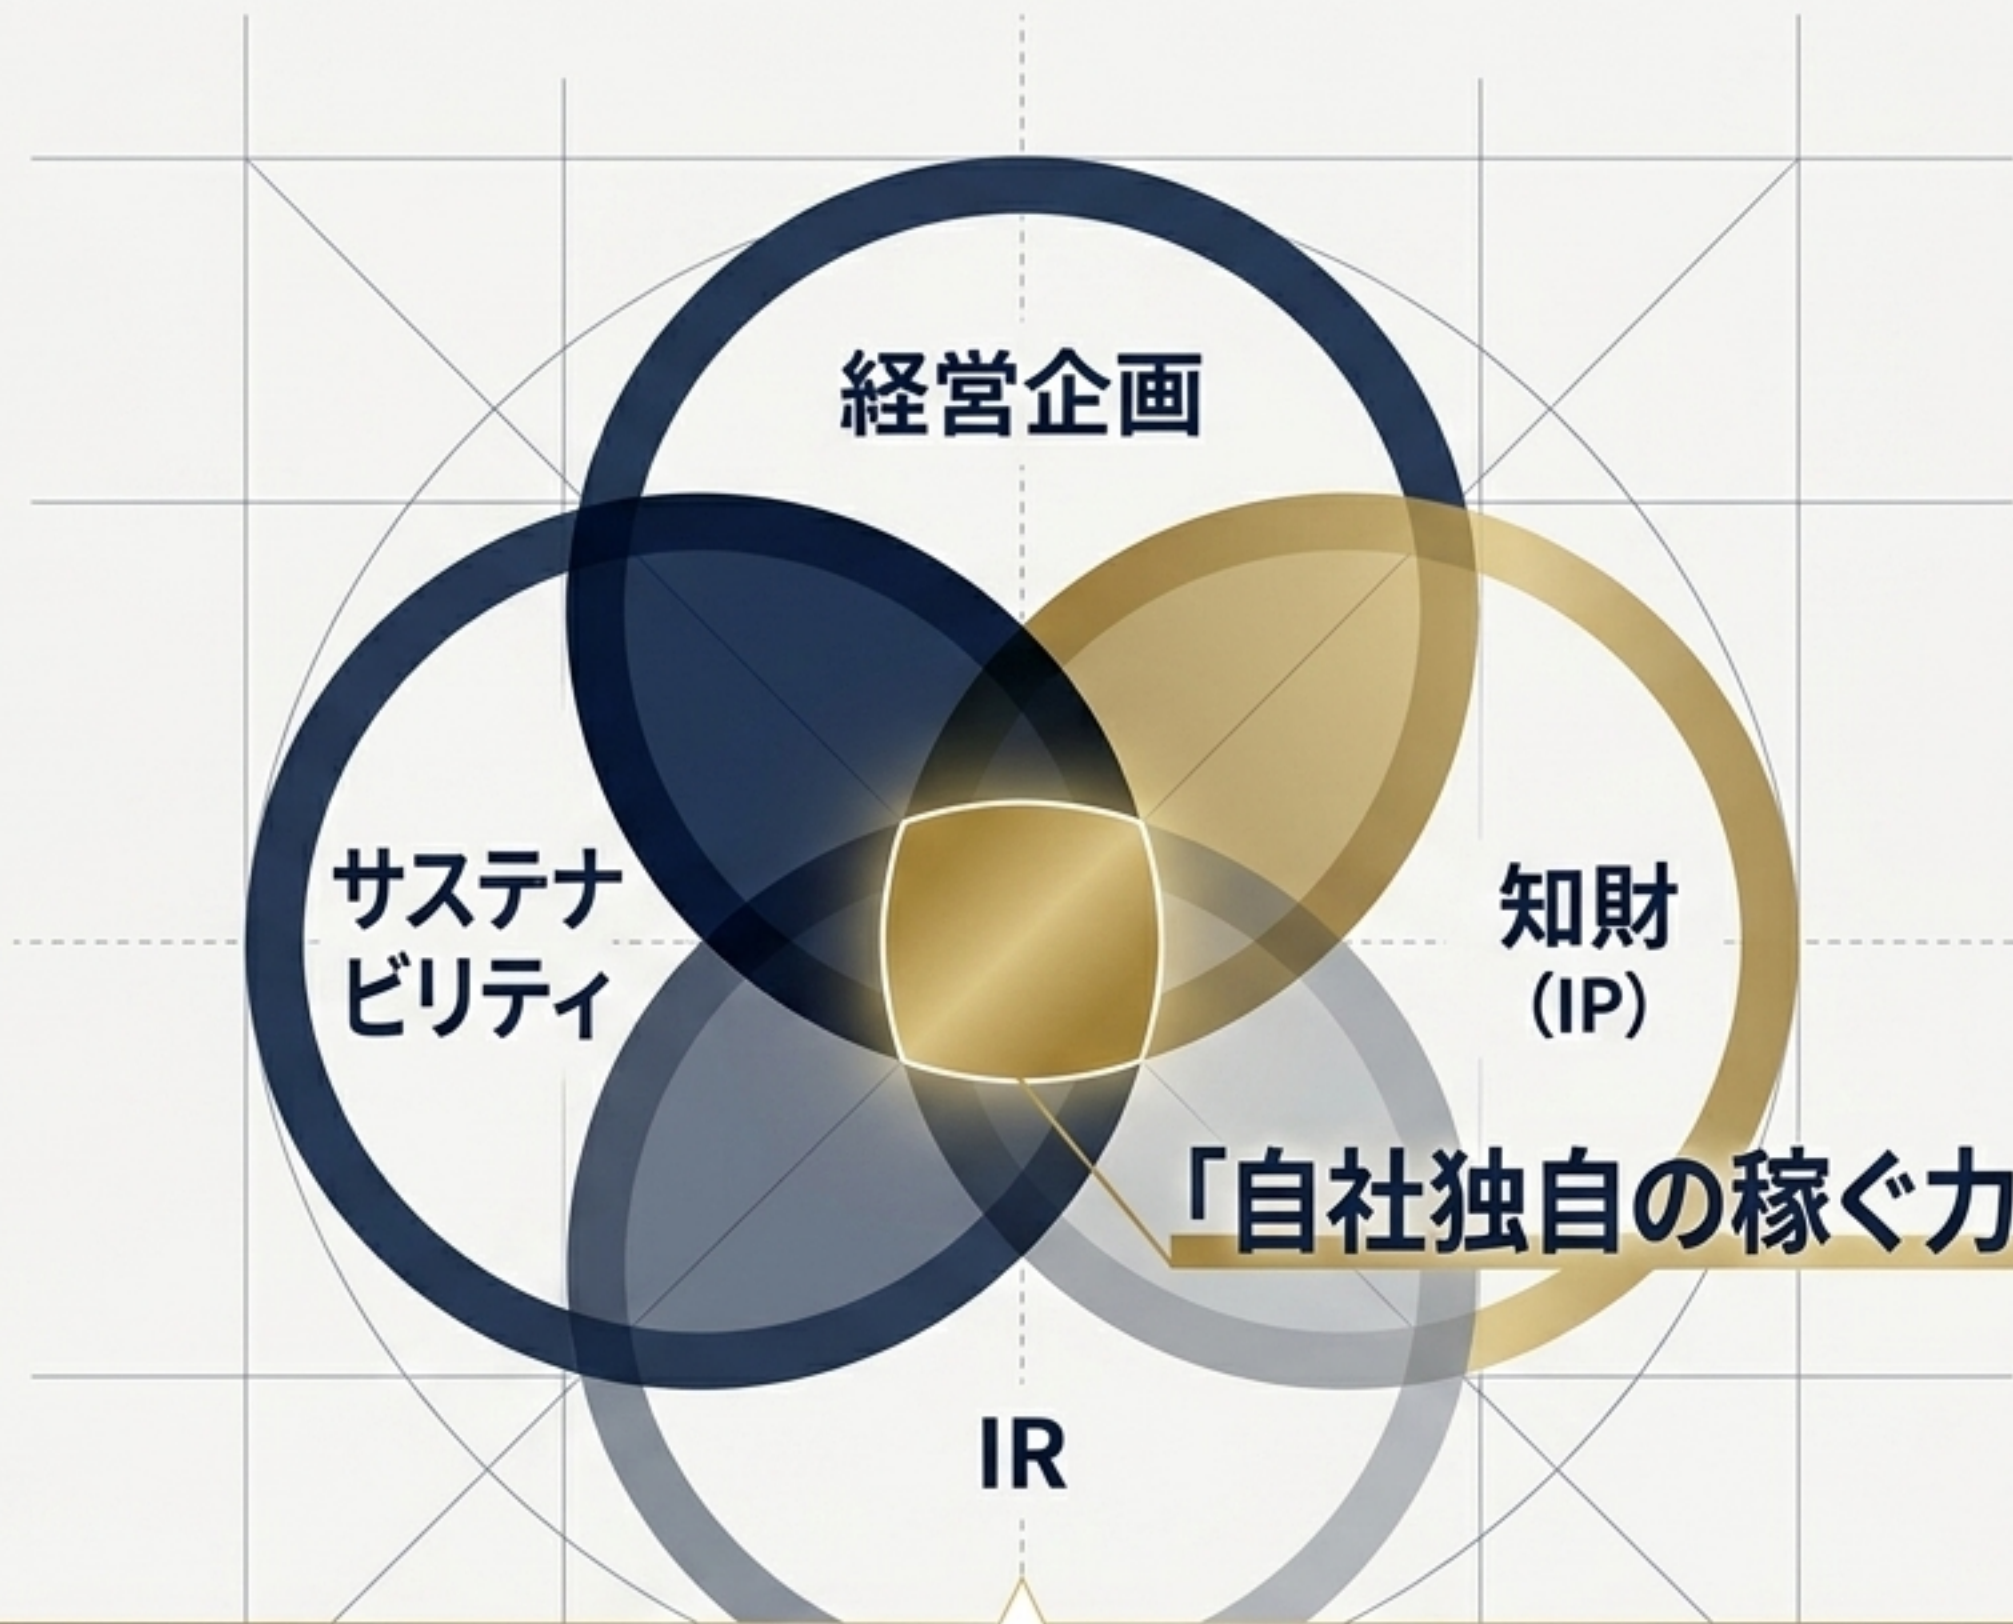 経営企画
サステナ
ビリティ
知財
(IP)
「自社独自の稼ぐ力
IR